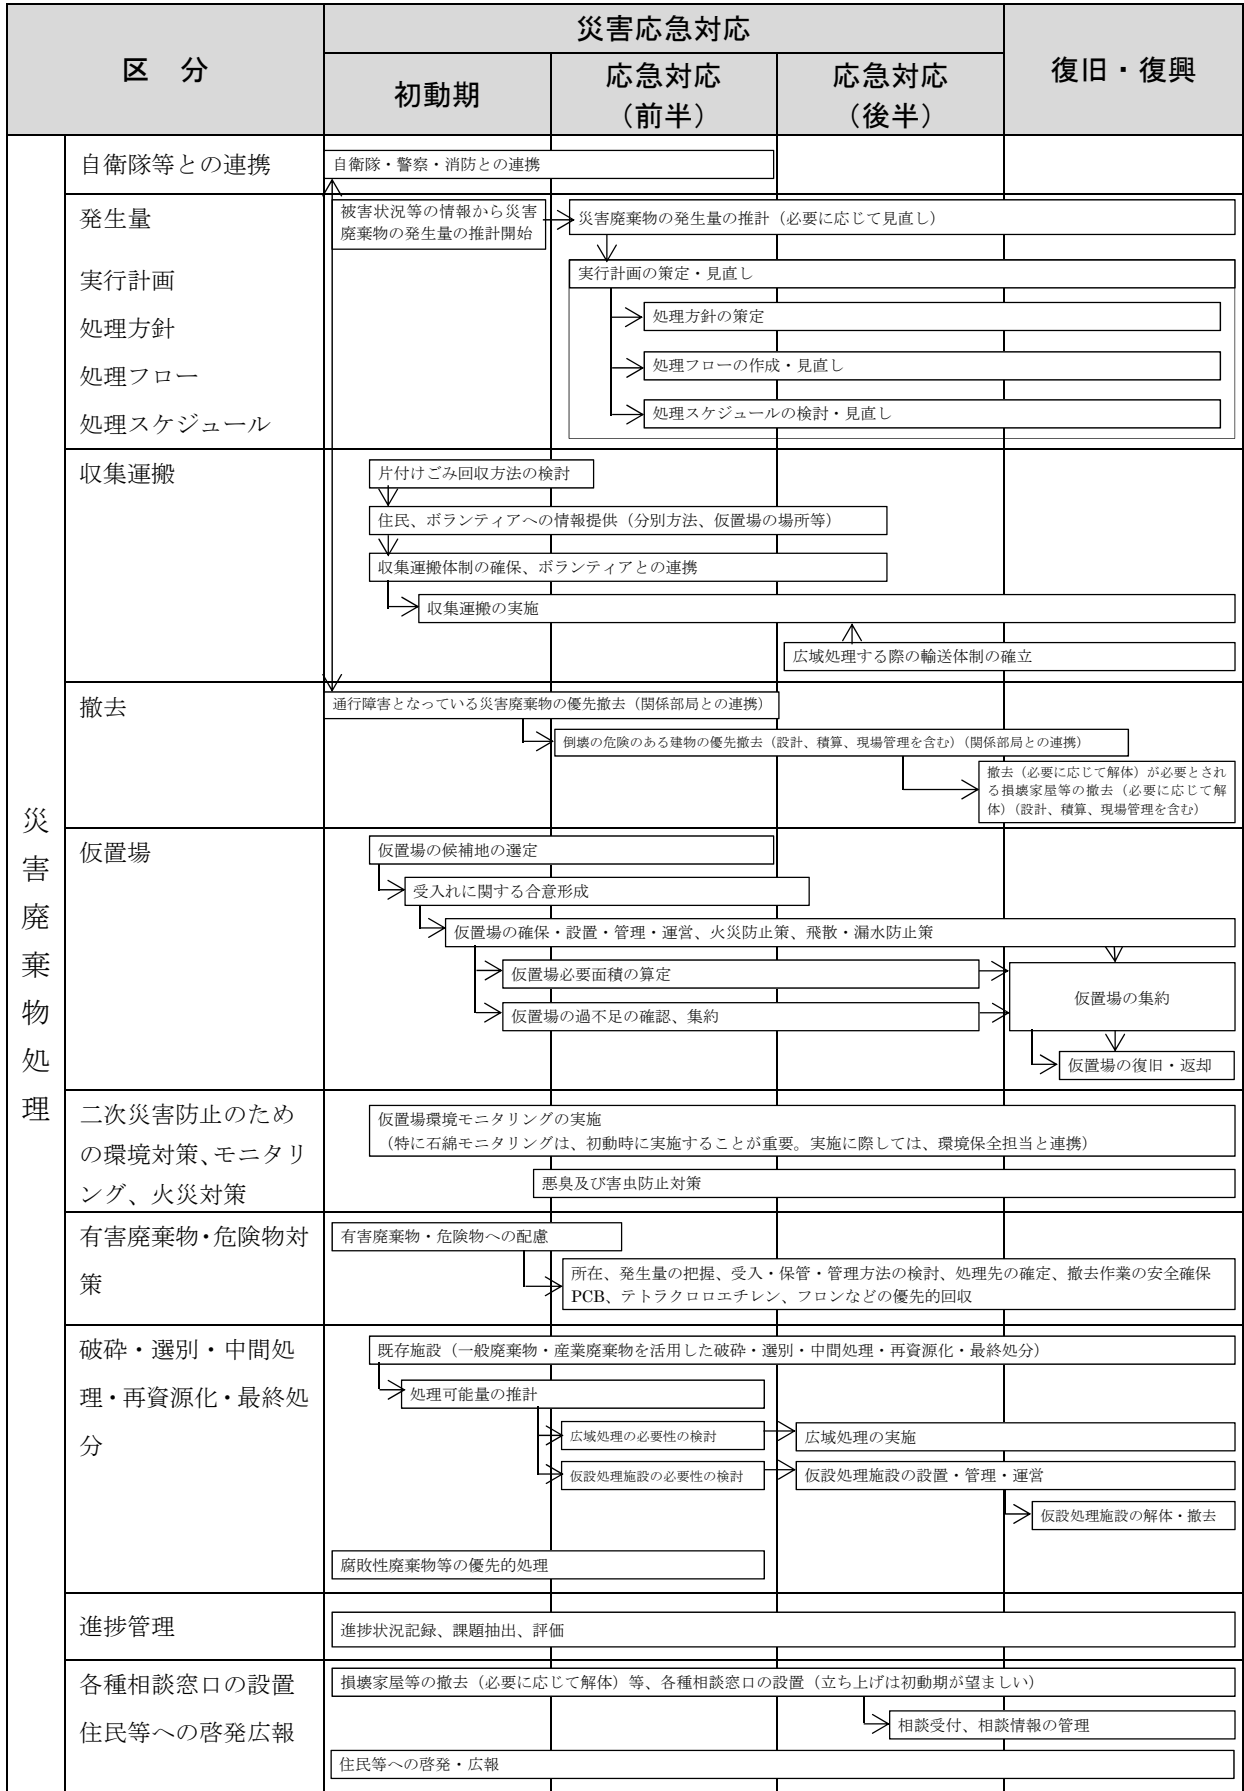 区　分
災害応急対応
初動期
応急対応
（前半）
応急対応
（後半）
復旧・復興
災害廃棄物処理
自衛隊等との連携
自衛隊・警察・消防との連携
発生量
実行計画
処理方針
処理フロー
処理スケジュール
被害状況等の情報から災害
廃棄物の発生量の推計開始
災害廃棄物の発生量の推計（必要に応じて見直し）
実行計画の策定・見直し
処理方針の策定
処理フローの作成・見直し
処理スケジュールの検討・見直し
収集運搬
片付けごみ回収方法の検討
住民、ボランティアへの情報提供（分別方法、仮置場の場所等）
収集運搬体制の確保、ボランティアとの連携
収集運搬の実施
広域処理する際の輸送体制の確立
撤去
通行障害となっている災害廃棄物の優先撤去（関係部局との連携）
倒壊の危険のある建物の優先撤去（設計、積算、現場管理を含む）（関係部局との連携）
撤去（必要に応じて解体）が必要とされ
る損壊家屋等の撤去（必要に応じて解
体）（設計、積算、現場管理を含む）
仮置場
仮置場の候補地の選定
受入れに関する合意形成
仮置場の確保・設置・管理・運営、火災防止策、飛散・漏水防止策
仮置場必要面積の算定
仮置場の過不足の確認、集約
仮置場の集約
仮置場の復旧・返却
二次災害防止のため
の環境対策、モニタリ
ング、火災対策
仮置場環境モニタリングの実施
（特に石綿モニタリングは、初動時に実施することが重要。実施に際しては、環境保全担当と連携）
悪臭及び害虫防止対策
有害廃棄物・危険物対
策
有害廃棄物・危険物への配慮
所在、発生量の把握、受入・保管・管理方法の検討、処理先の確定、撤去作業の安全確保
PCB、テトラクロロエチレン、フロンなどの優先的回収
破砕・選別・中間処
理・再資源化・最終処
分
既存施設（一般廃棄物・産業廃棄物を活用した破砕・選別・中間処理・再資源化・最終処分）
処理可能量の推計
広域処理の必要性の検討
広域処理の実施
仮設処理施設の必要性の検討
仮設処理施設の設置・管理・運営
仮設処理施設の解体・撤去
腐敗性廃棄物等の優先的処理
進捗管理
進捗状況記録、課題抽出、評価
各種相談窓口の設置
住民等への啓発広報
損壊家屋等の撤去（必要に応じて解体）等、各種相談窓口の設置（立ち上げは初動期が望ましい）
相談受付、相談情報の管理
住民等への啓発・広報